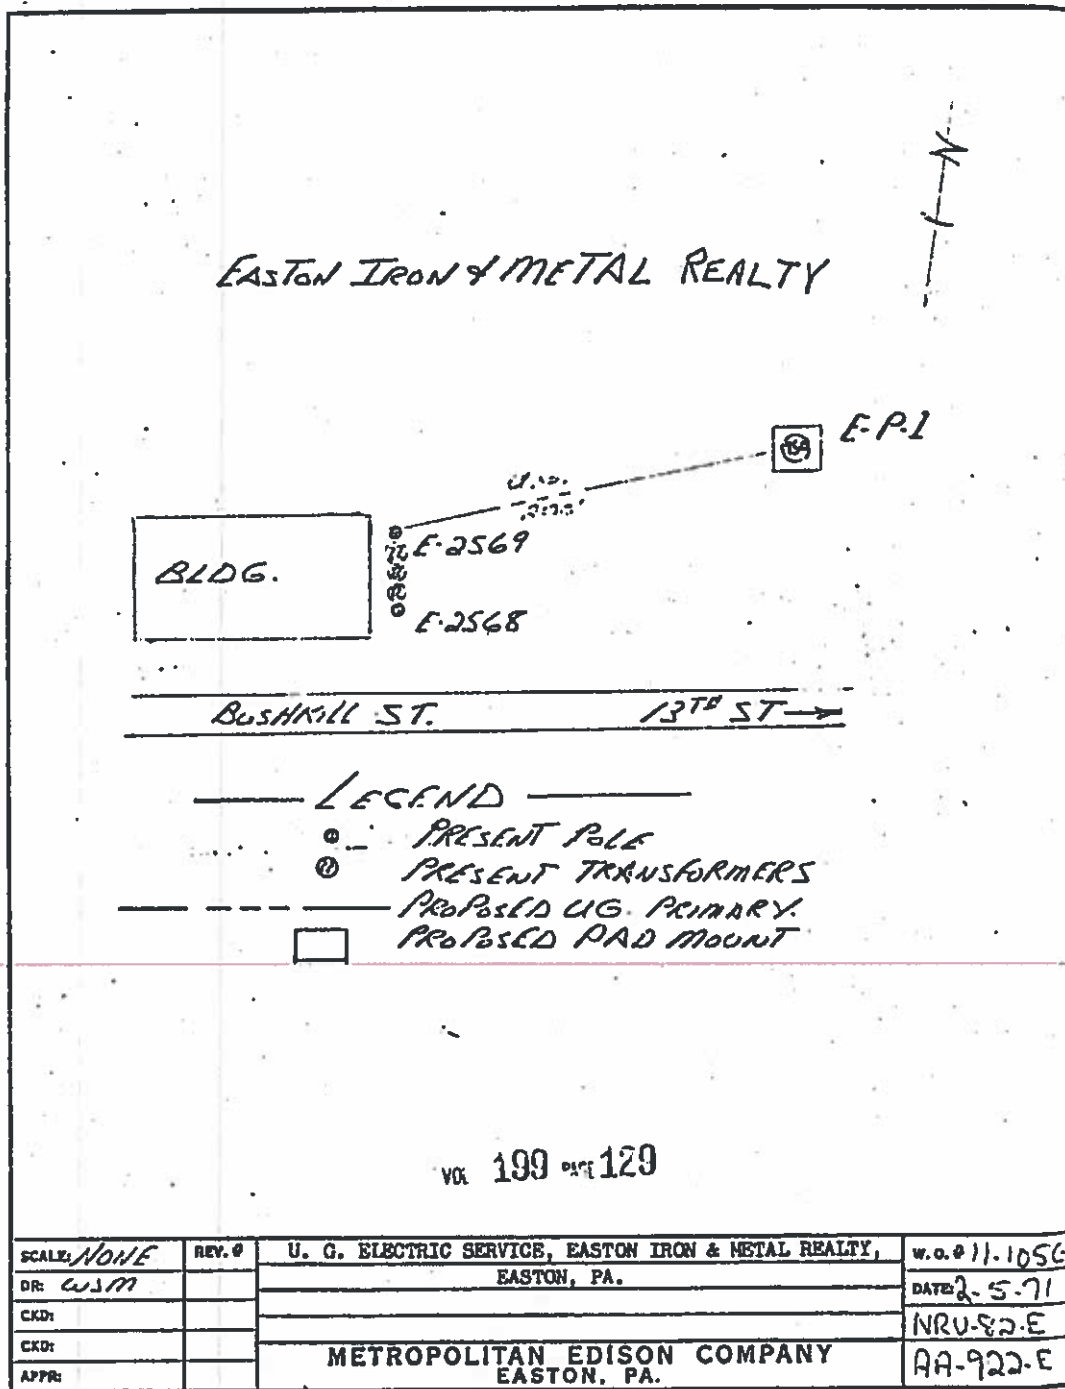 N
EASTON IRON & METAL REALTY
E-P-1
U.G.
E-2569
BLDG.
E-2568
BUSHKILL ST. 13TH ST
LEGEND
PRESENT POLE
PRESENT TRANSFORMERS
PROPOSED UG. PRIMARY.
PROPOSED PAD MOUNT
VOL 199 PAGE 129
SCALE: NONE
REV. #
U. G. ELECTRIC SERVICE, EASTON IRON & METAL REALTY,
EASTON, PA.
W.O. # 11-1056
DR: WJM
DATE: 2-5-71
CKD:
NRU-82-E
CKD:
METROPOLITAN EDISON COMPANY
EASTON, PA.
AA-922-E
APPR: